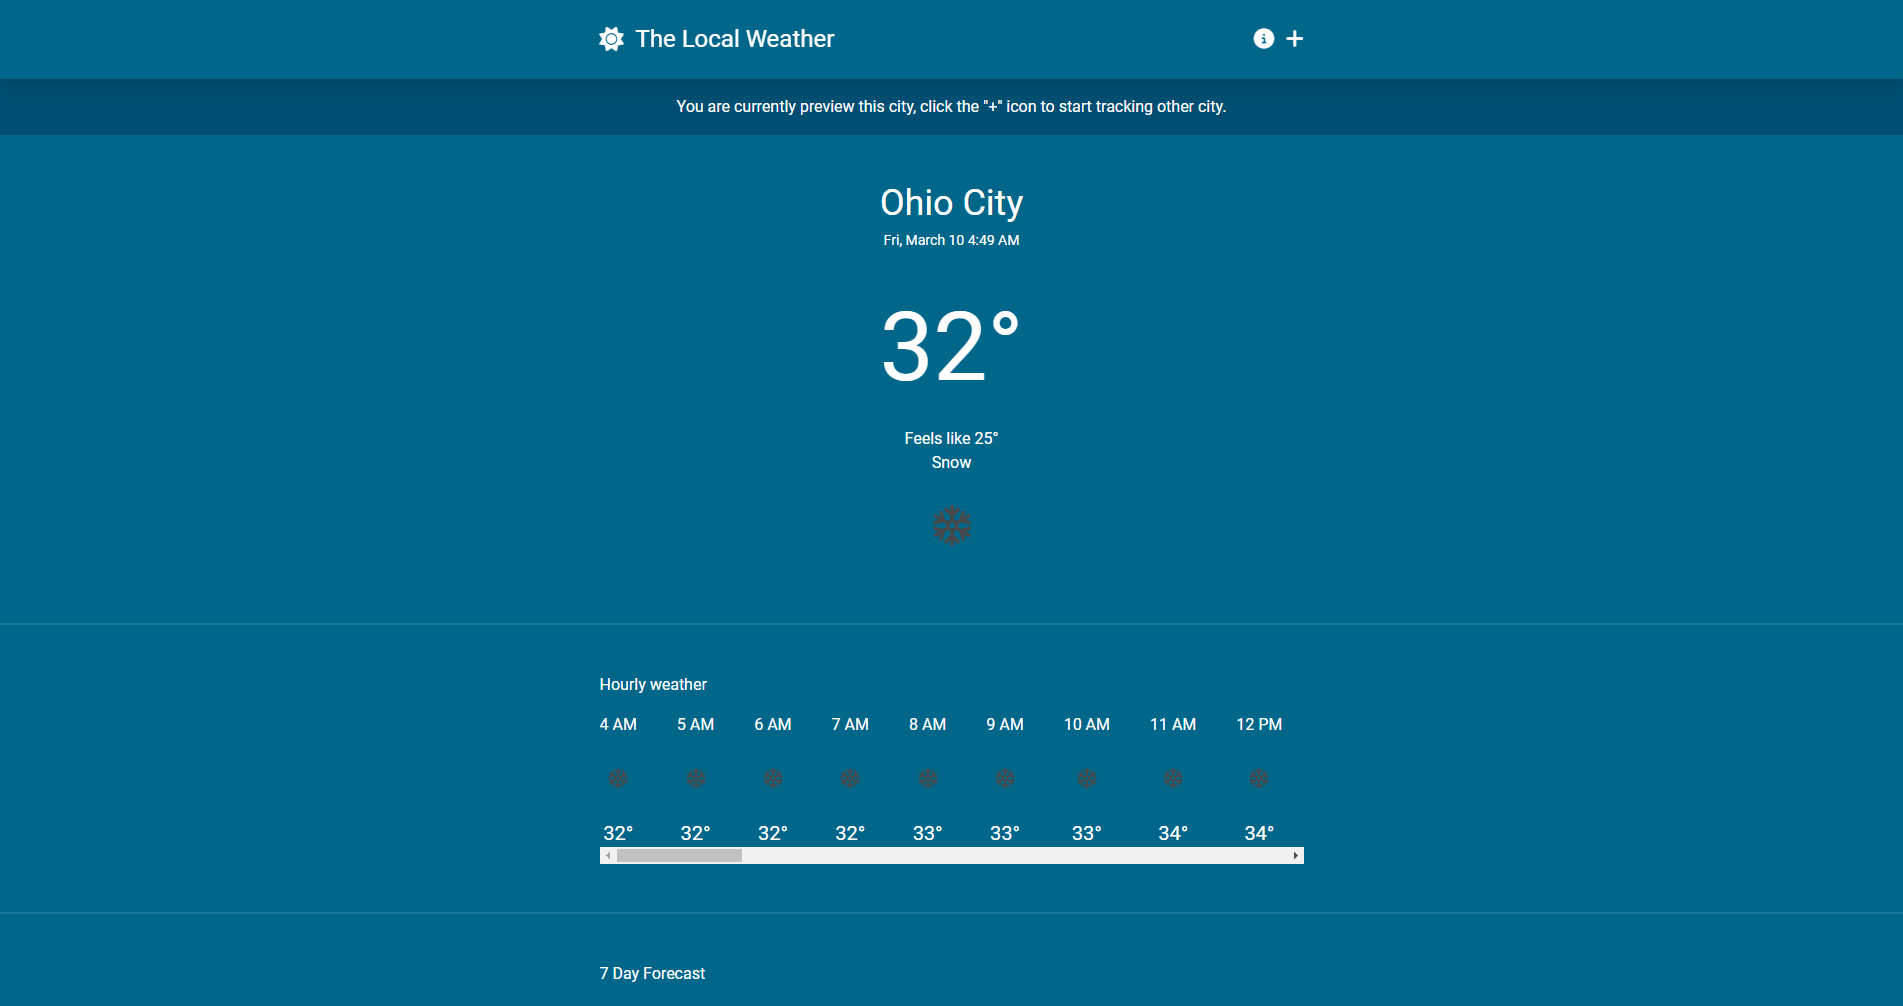 The Local Weather
You are currently preview this city, click the "+" icon to start tracking other city.
Ohio City
Fri, March 10 4:49 AM
32°
Feels like 25°
Snow
Hourly weather
4 AM 5 AM 6 AM 7 AM 8 AM 9 AM 10 AM 11 AM 12 PM
32° 32° 32° 32° 33° 33° 33° 34° 34°
7 Day Forecast